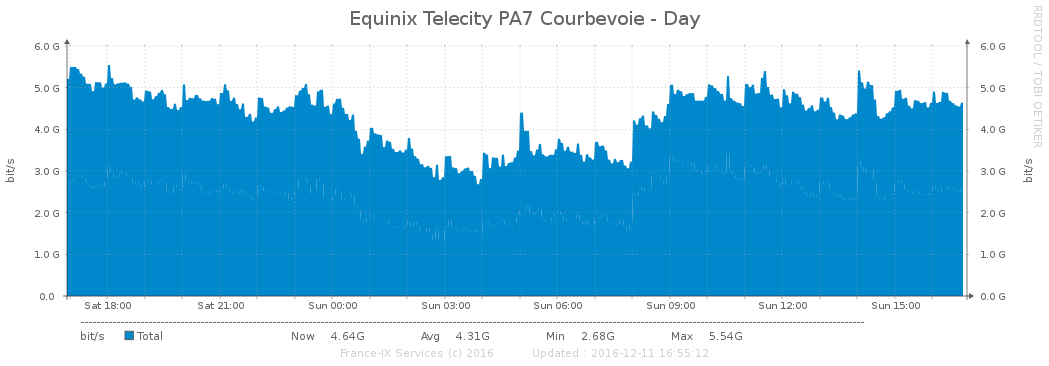 Equinix Telecity PA7 Courbevoie - Day
RRDTOOL / TOBI OETIKER
6.0 G 6.0 G
5.0 G 5.0 G
4.0 G 4.0 G
3.0 G 3.0 G
2.0 G 2.0 G
1.0 G 1.0 G
0.0 0.0 G
bit/s
bit/s
Sat 18:00 Sat 21:00 Sun 00:00 Sun 03:00 Sun 06:00 Sun 09:00 Sun 12:00 Sun 15:00
bit/s Total Now 4.64G Avg 4.31G Min 2.68G Max 5.54G
France-IX Services (c) 2016 Updated : 2016-12-11 16:55:12